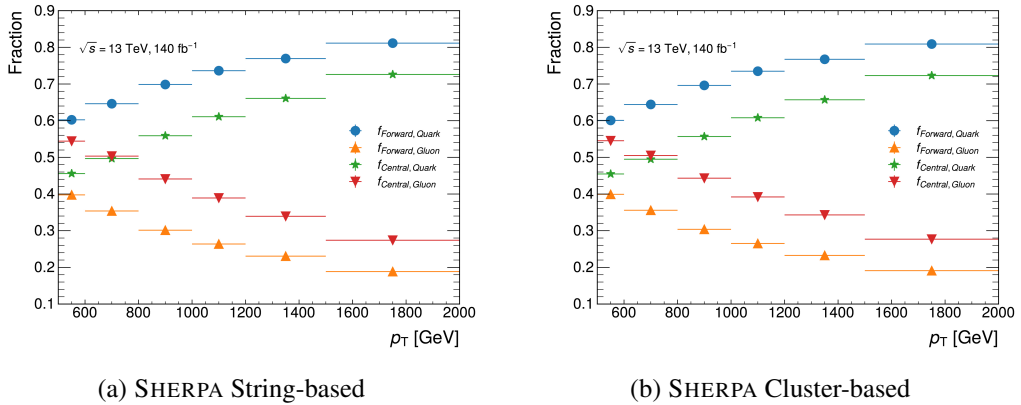 Fraction
0.9
0.8
0.7
0.6
0.5
0.4
0.3
0.2
0.1
√s = 13 TeV, 140 fb⁻¹
f_Forward, Quark
f_Forward, Gluon
f_Central, Quark
f_Central, Gluon
600 800 1000 1200 1400 1600 1800 2000
p_T [GeV]
(a) SHERPA String-based
Fraction
0.9
0.8
0.7
0.6
0.5
0.4
0.3
0.2
0.1
√s = 13 TeV, 140 fb⁻¹
f_Forward, Quark
f_Forward, Gluon
f_Central, Quark
f_Central, Gluon
600 800 1000 1200 1400 1600 1800 2000
p_T [GeV]
(b) SHERPA Cluster-based